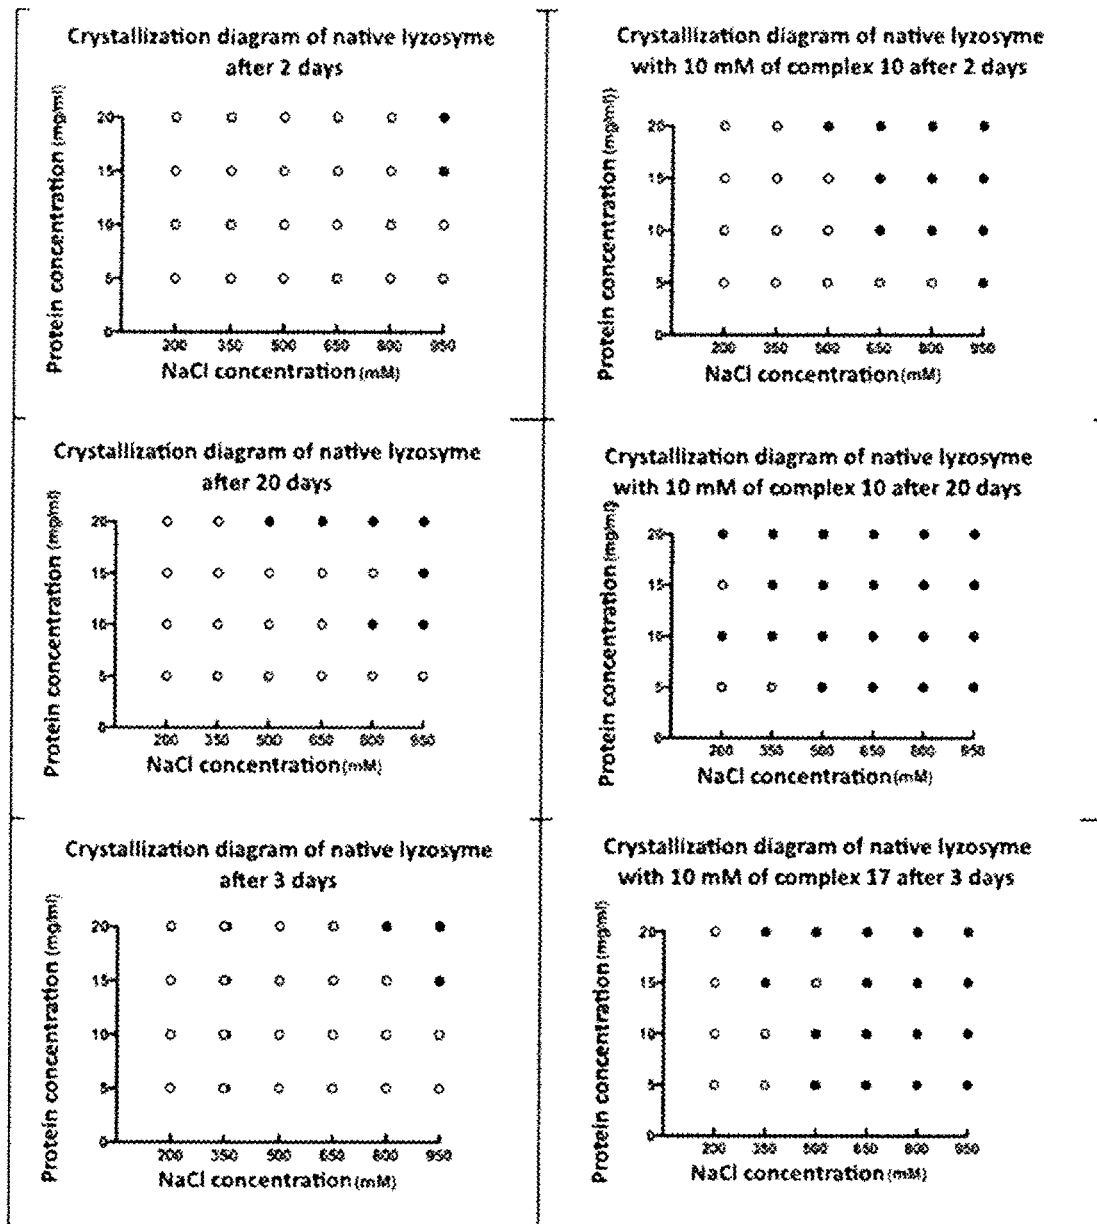 Crystallization diagram of native lyzosyme
after 2 days
Protein concentration (mg/ml)
20
15
10
5
0
200 350 500 650 800 950
NaCl concentration (mM)
Crystallization diagram of native lyzosyme
with 10 mM of complex 10 after 2 days
Protein concentration (mg/ml)
20
15
10
5
0
200 350 500 650 800 950
NaCl concentration (mM)
Crystallization diagram of native lyzosyme
after 20 days
Protein concentration (mg/ml)
20
15
10
5
0
200 350 500 650 800 950
NaCl concentration (mM)
Crystallization diagram of native lyzosyme
with 10 mM of complex 10 after 20 days
Protein concentration (mg/ml)
20
15
10
5
0
200 350 500 650 800 950
NaCl concentration (mM)
Crystallization diagram of native lyzosyme
after 3 days
Protein concentration (mg/ml)
20
15
10
5
0
200 350 500 650 800 950
NaCl concentration (mM)
Crystallization diagram of native lyzosyme
with 10 mM of complex 17 after 3 days
Protein concentration (mg/ml)
20
15
10
5
0
200 350 500 650 800 950
NaCl concentration (mM)